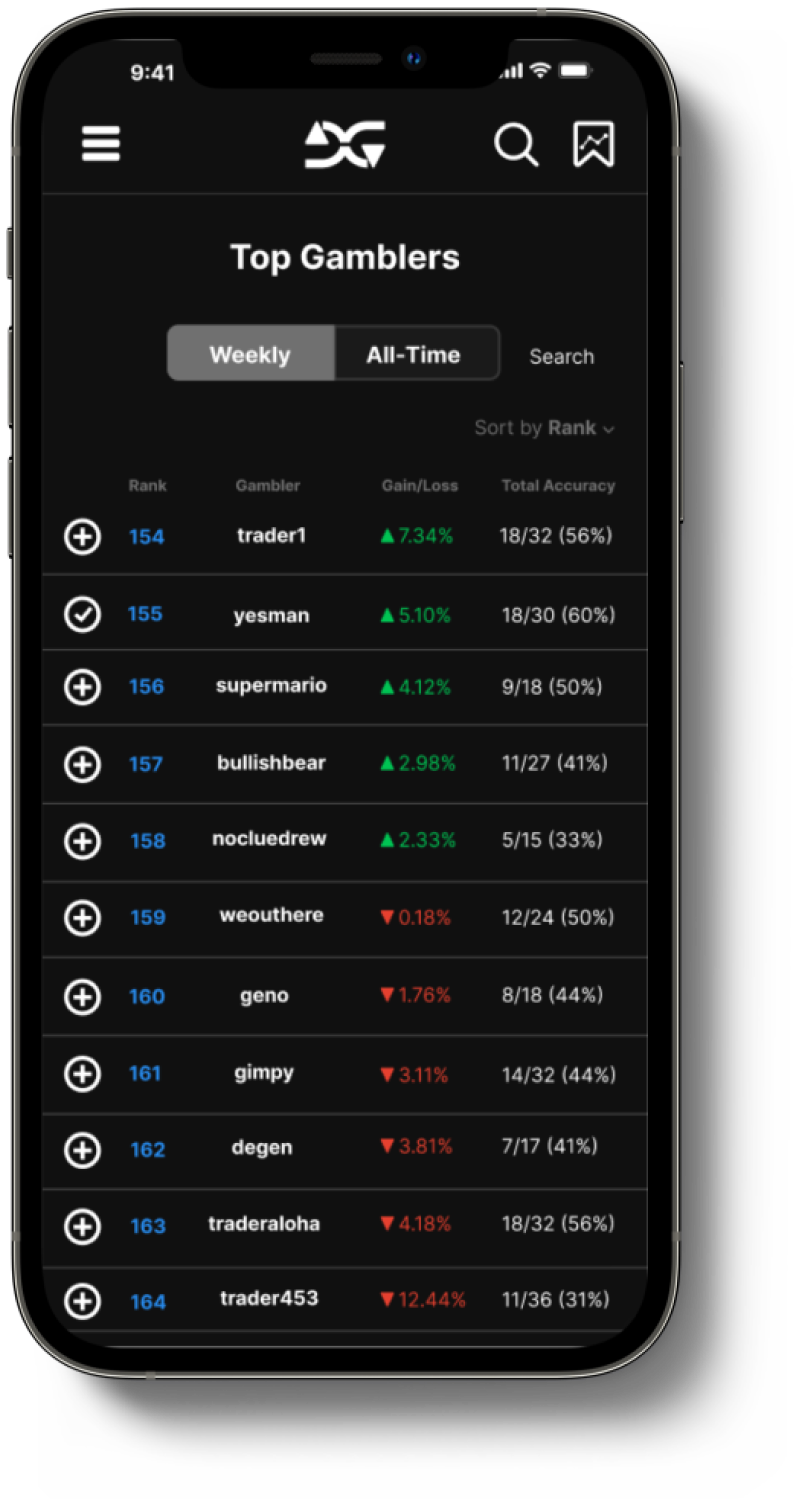 9:41
Top Gamblers
Weekly All-Time Search
Sort by Rank
Rank Gambler Gain/Loss Total Accuracy
154 trader1 ▲7.34% 18/32 (56%)
155 yesman ▲5.10% 18/30 (60%)
156 supermario ▲4.12% 9/18 (50%)
157 bullishbear ▲2.98% 11/27 (41%)
158 nocluedrew ▲2.33% 5/15 (33%)
159 weouthere ▼0.18% 12/24 (50%)
160 geno ▼1.76% 8/18 (44%)
161 gimpy ▼3.11% 14/32 (44%)
162 degen ▼3.81% 7/17 (41%)
163 traderaloha ▼4.18% 18/32 (56%)
164 trader453 ▼12.44% 11/36 (31%)